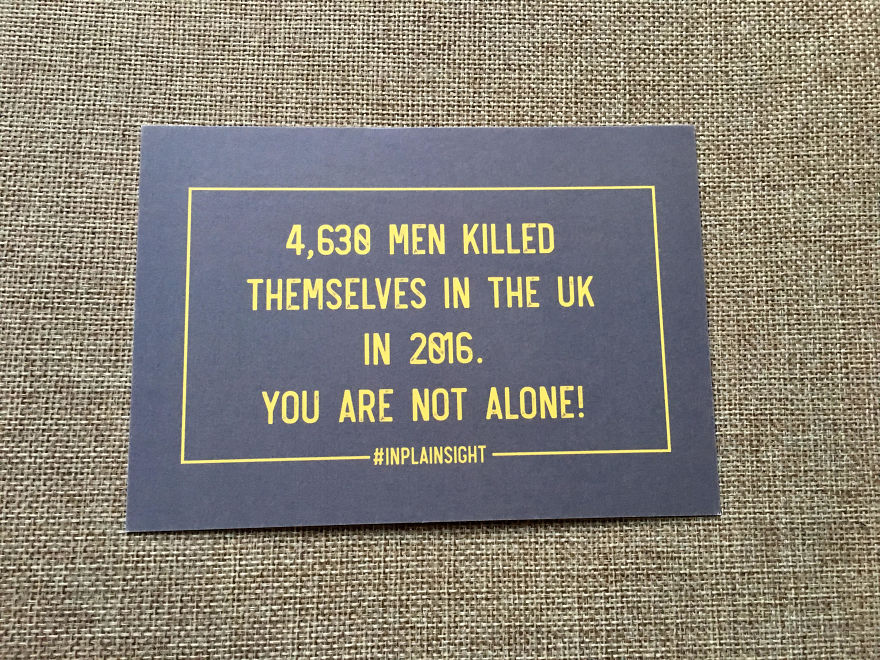 4,630 MEN KILLED
THEMSELVES IN THE UK
IN 2016.
YOU ARE NOT ALONE!
#INPLAINSIGHT